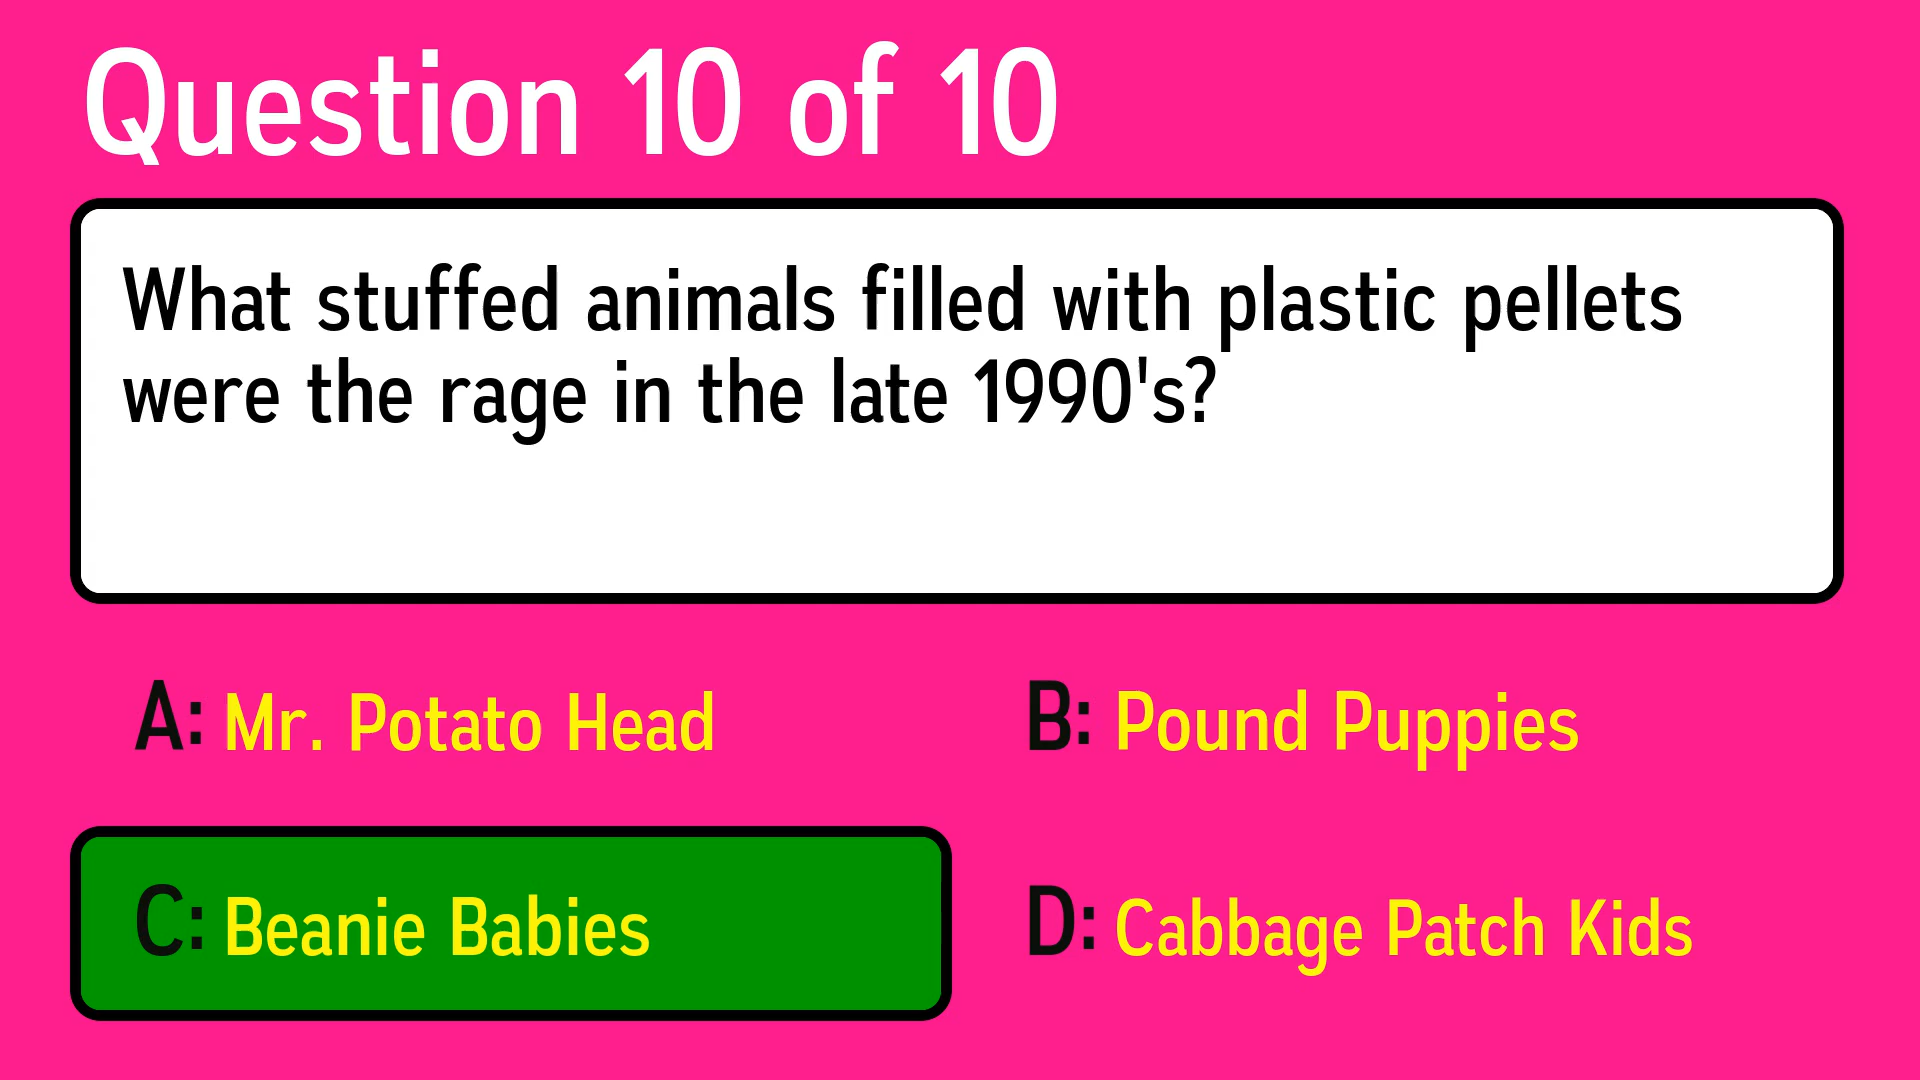 Question 10 of 10
What stuffed animals filled with plastic pellets
were the rage in the late 1990's?
A: Mr. Potato Head
B: Pound Puppies
C: Beanie Babies
D: Cabbage Patch Kids